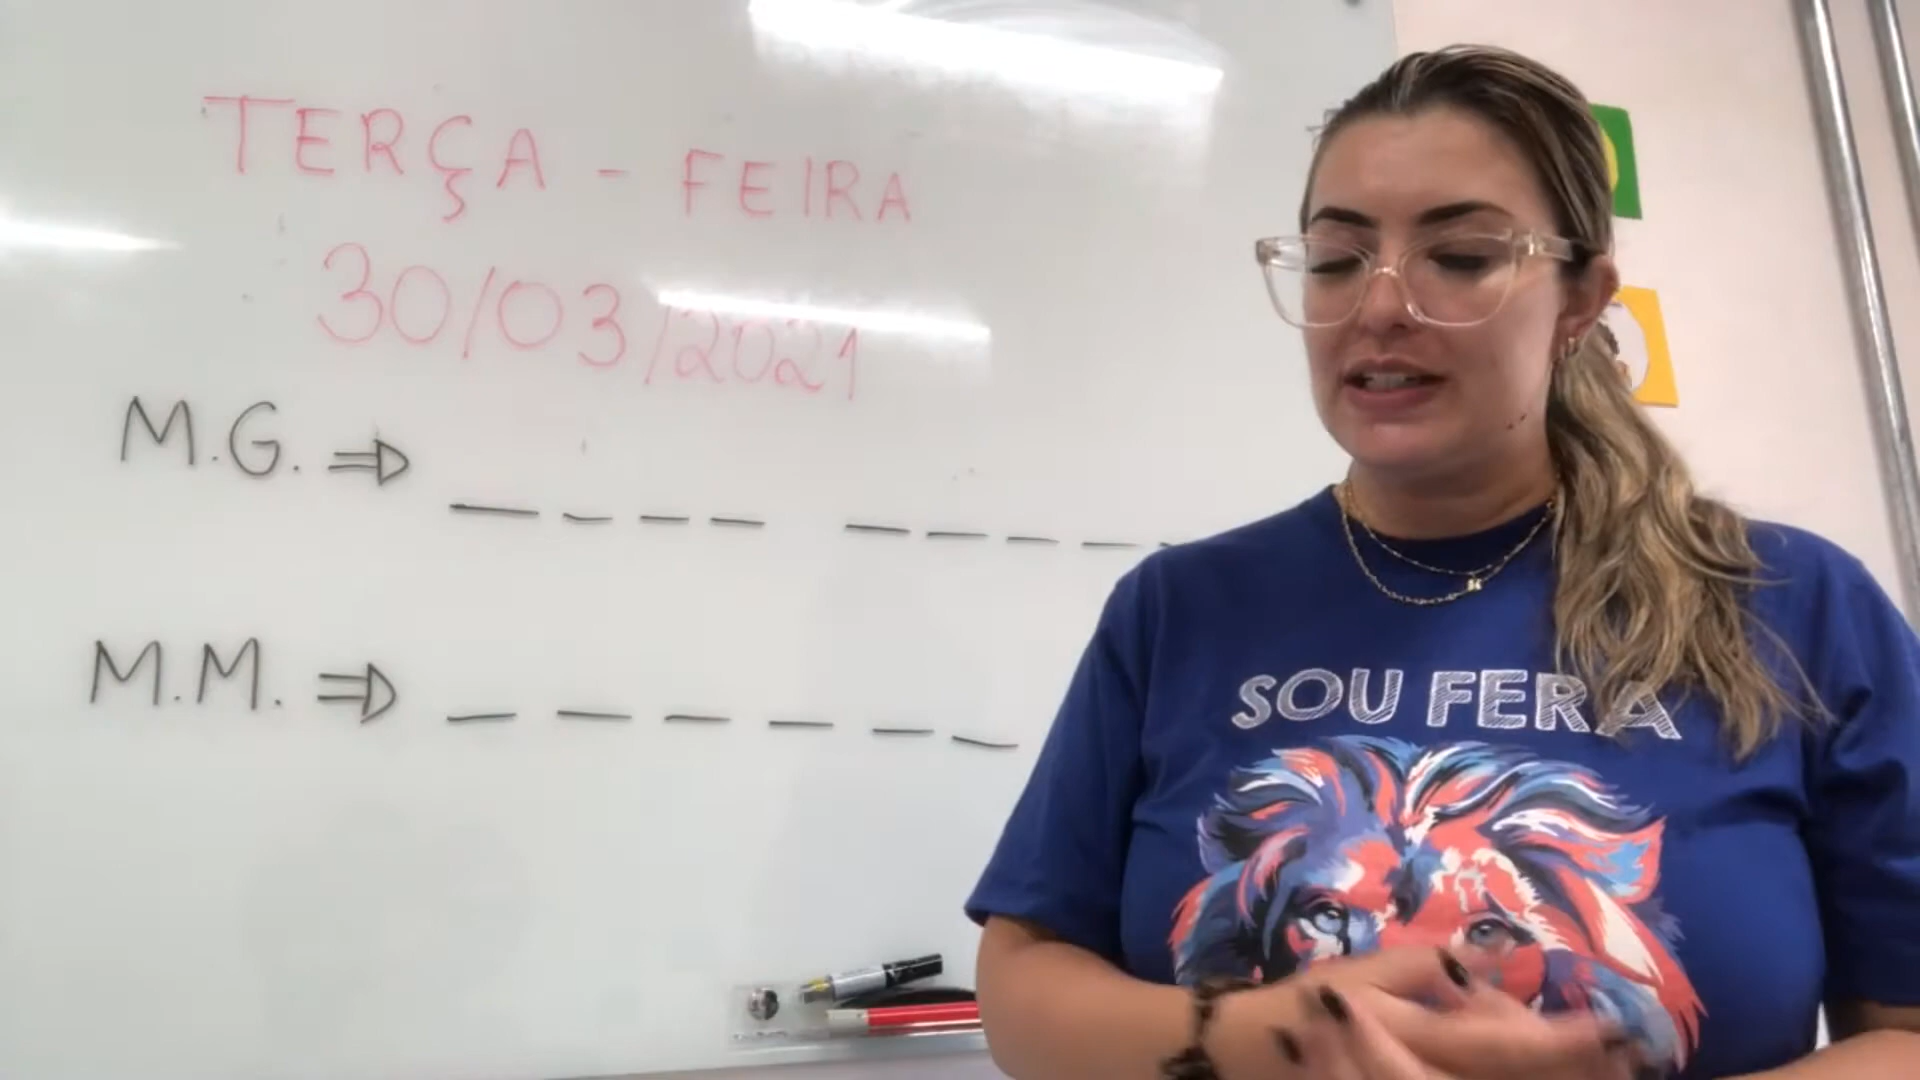 TERÇA - FEIRA
30/03/2021
M.G. ⇒ _ _ _ _ _ _ _ _ _
M.M. ⇒ _ _ _ _ _ _
SOU FERA